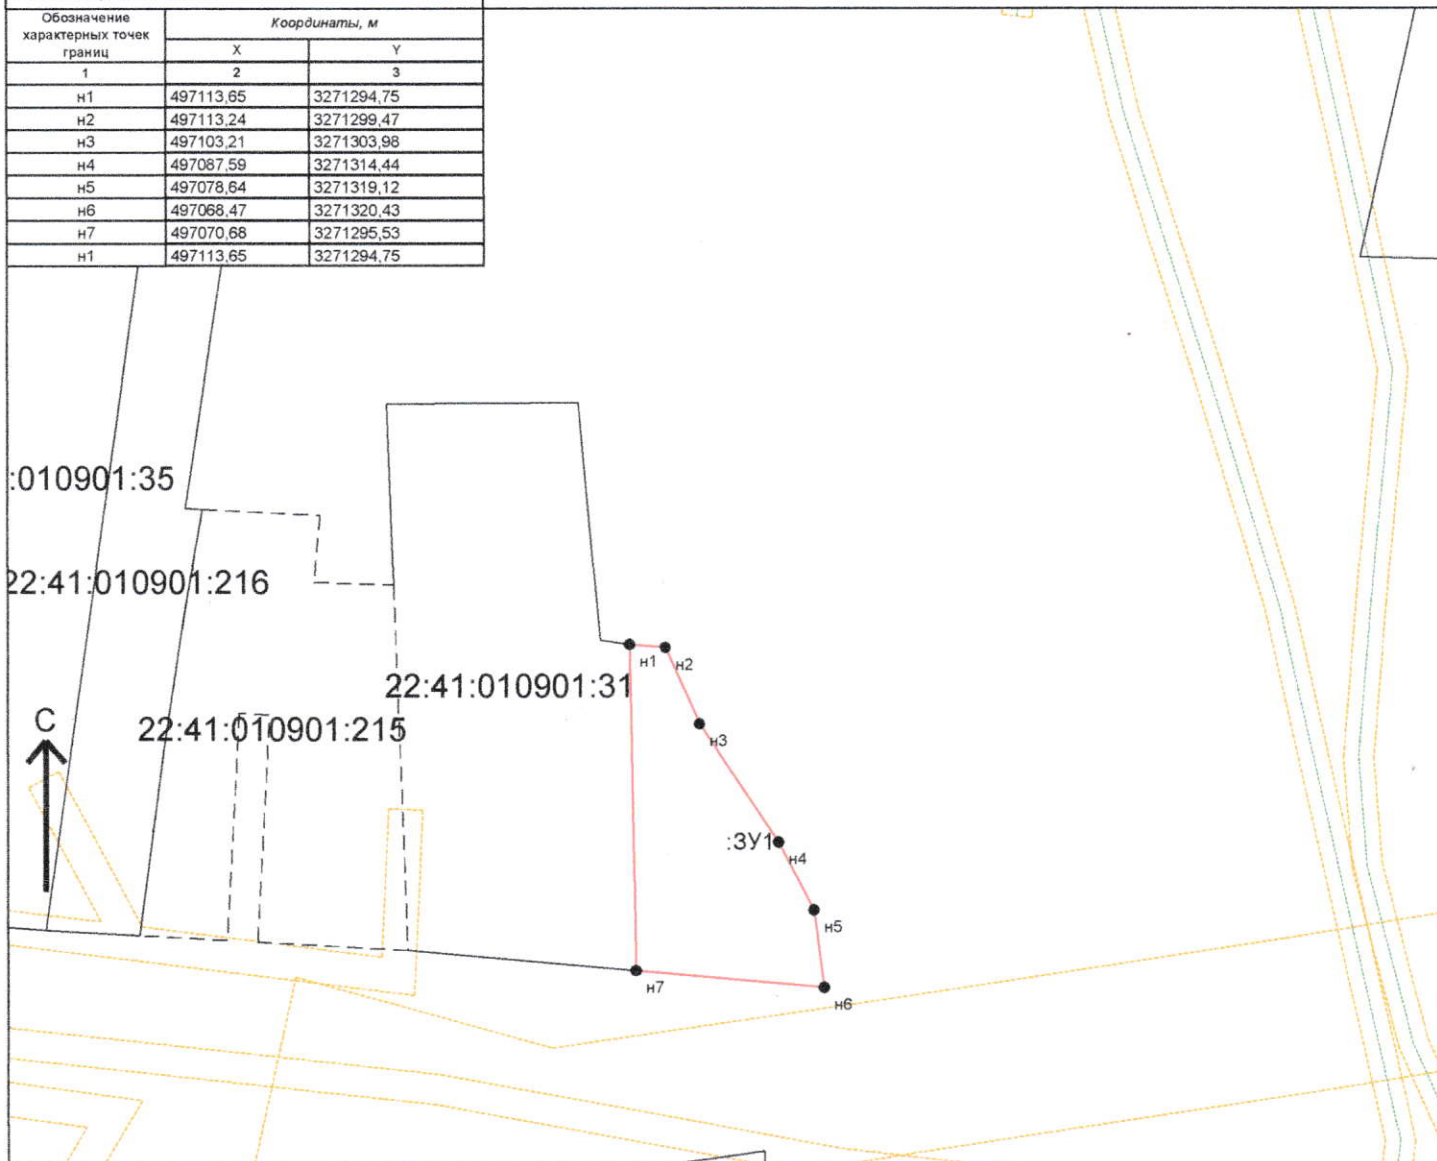 Обозначение характерных точек границ
Координаты, м
X Y
1 2 3
н1 497113,65 3271294,75
н2 497113,24 3271299,47
н3 497103,21 3271303,98
н4 497087,59 3271314,44
н5 497078,64 3271319,12
н6 497068,47 3271320,43
н7 497070,68 3271295,53
н1 497113,65 3271294,75
:010901:35
22:41:010901:216
н1 н2
22:41:010901:31
С
22:41:010901:215
н3
:ЗУ1
н4
н5
н7
н6